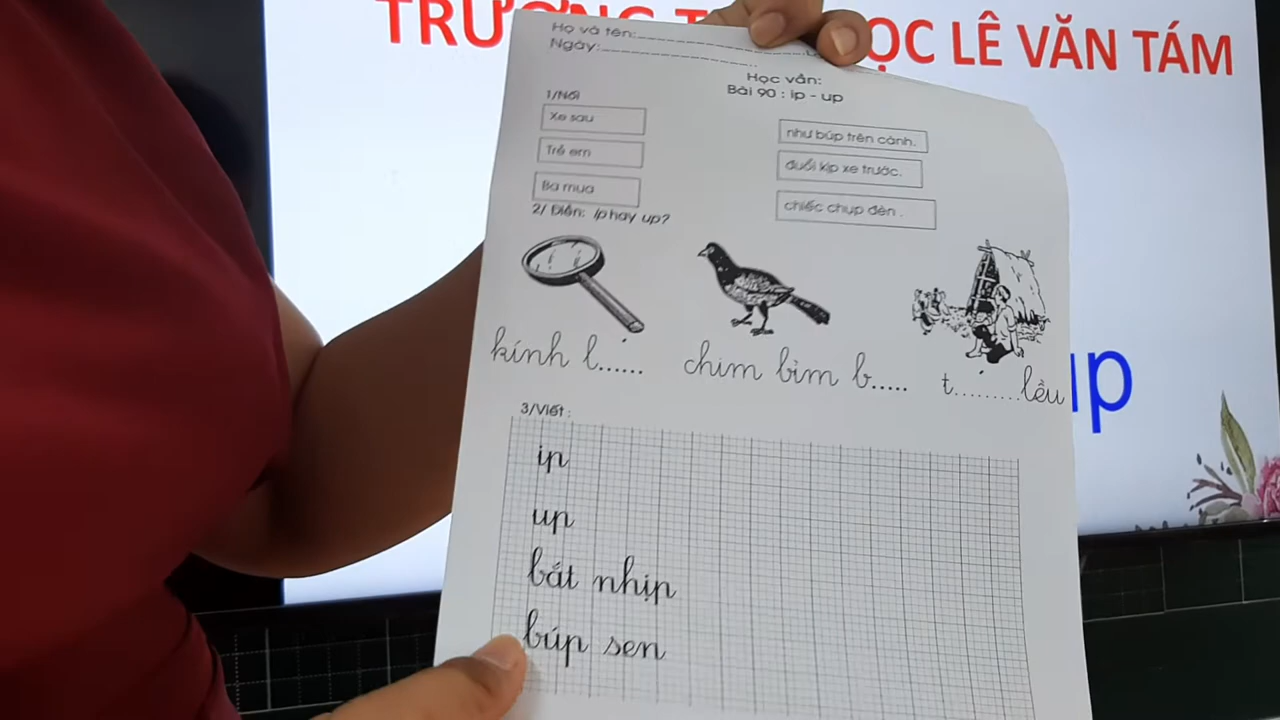 TRƯỜNG T ỌC LÊ VĂN TÁM
Họ và tên:
Ngày:
Học vần:
Bài 90 : ip - up
1/Nối
Xe sau
như búp trên cành.
Trẻ em
đuổi kịp xe trước.
Ba mua
chiếc chụp đèn .
2/ Điền: ip hay up?
kính l......
chim bìm b.....
t.........lều
up
3/Viết :
ip
up
bắt nhịp
búp sen